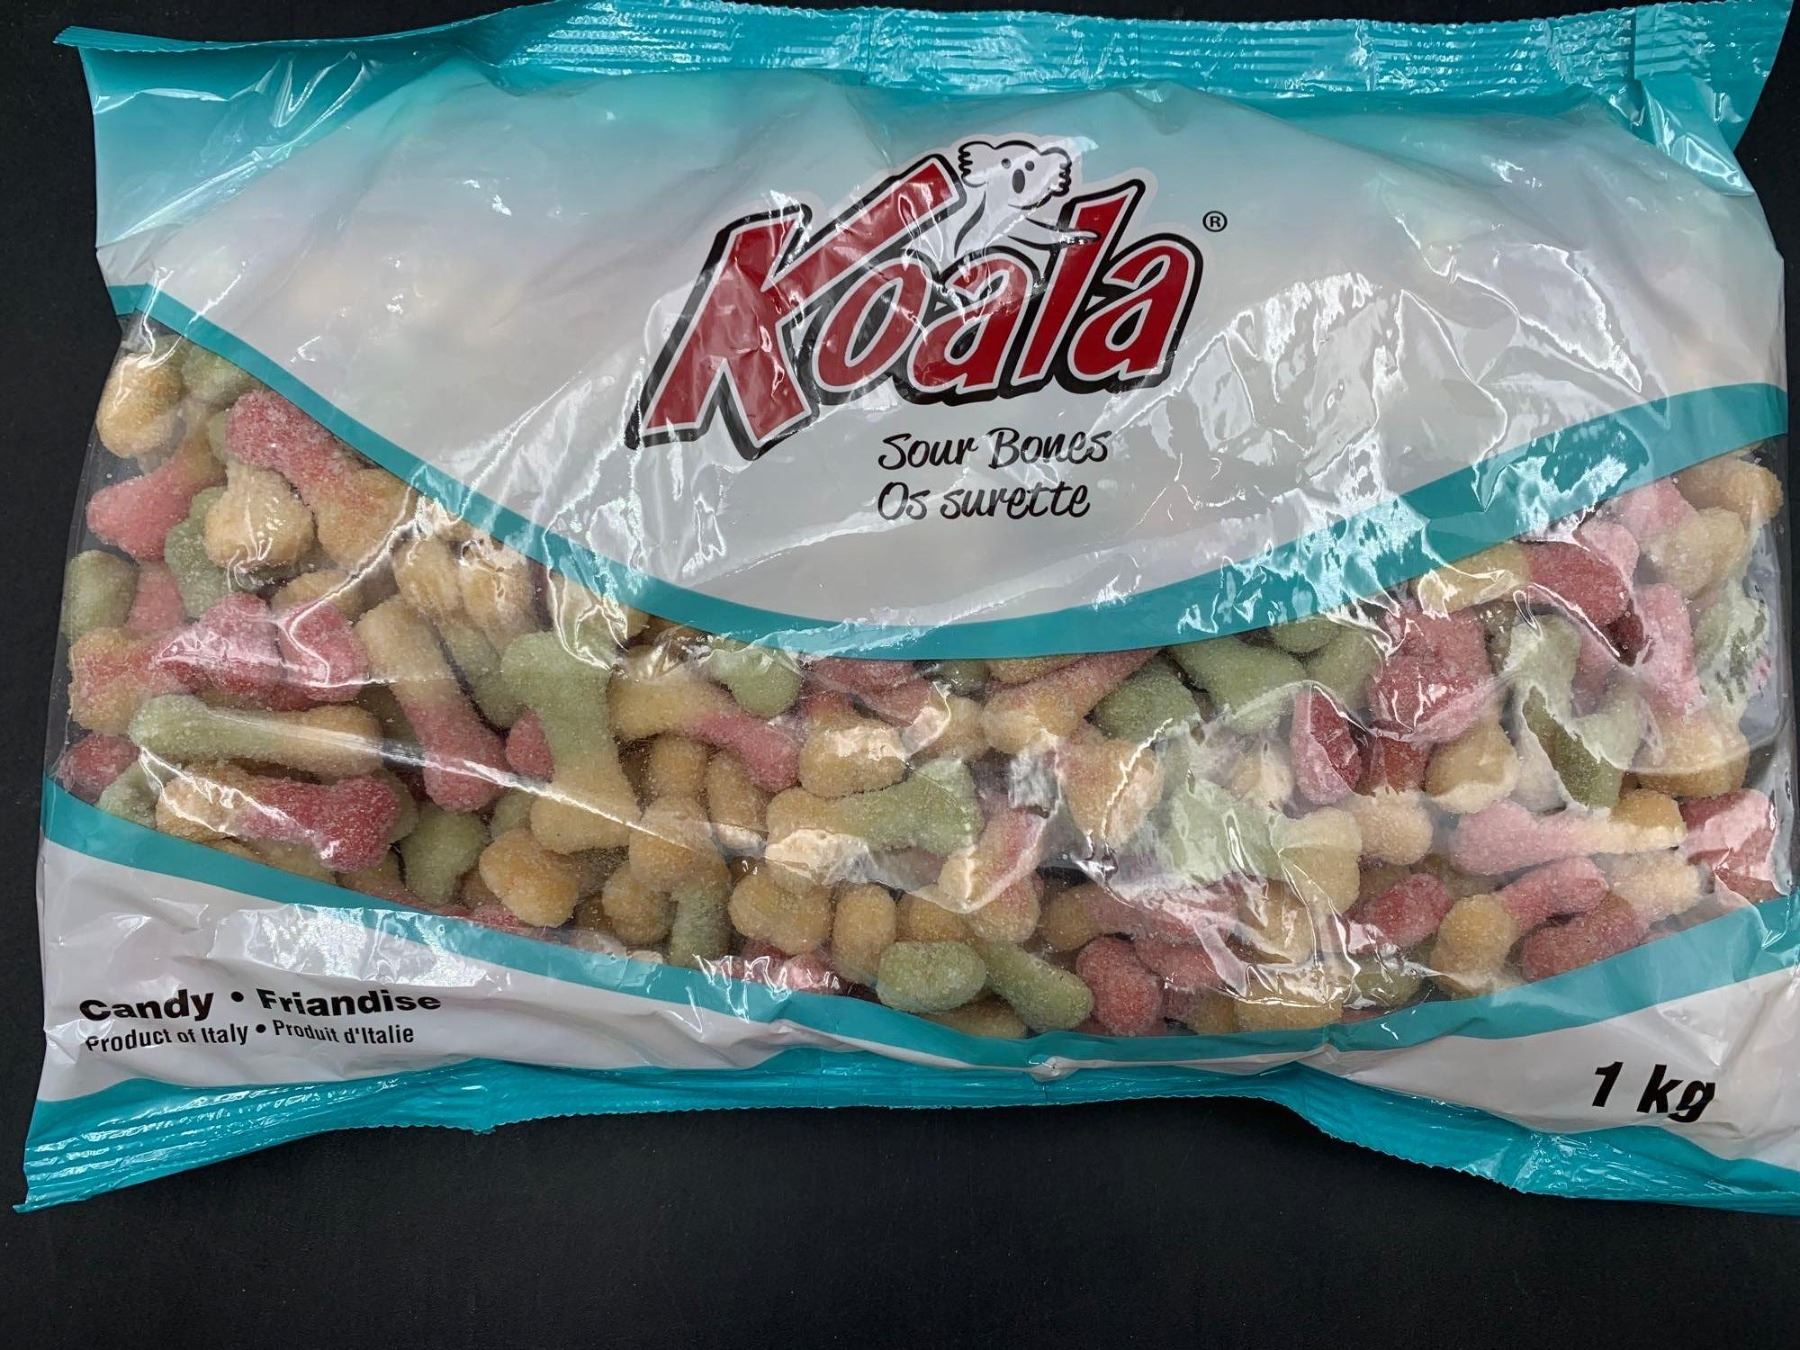 Koala ®
Sour Bones
Os surette
Candy • Friandise
Product of Italy • Produit d'Italie
1 kg